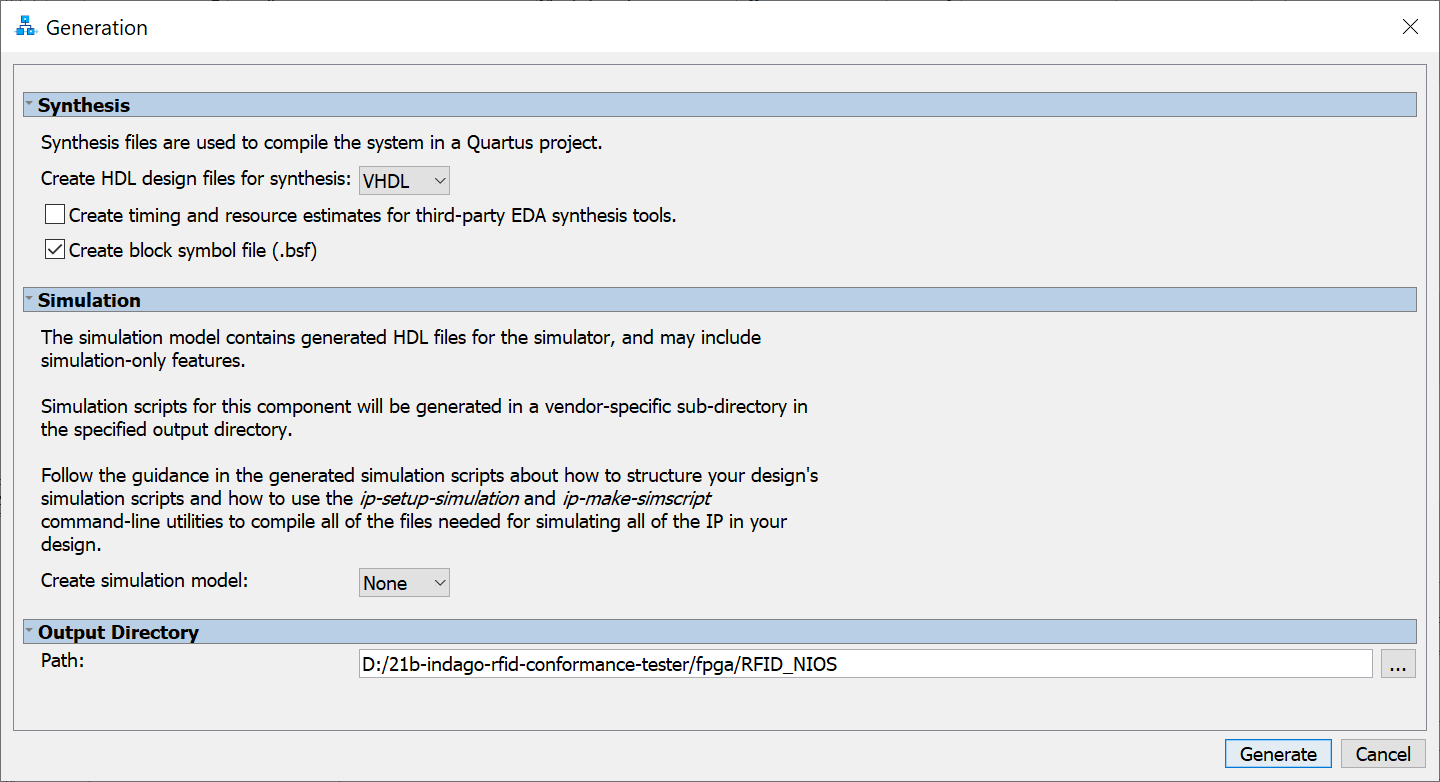 Generation
Synthesis
Synthesis files are used to compile the system in a Quartus project.
Create HDL design files for synthesis: VHDL
Create timing and resource estimates for third-party EDA synthesis tools.
Create block symbol file (.bsf)
Simulation
The simulation model contains generated HDL files for the simulator, and may include
simulation-only features.
Simulation scripts for this component will be generated in a vendor-specific sub-directory in
the specified output directory.
Follow the guidance in the generated simulation scripts about how to structure your design's
simulation scripts and how to use the ip-setup-simulation and ip-make-simscript
command-line utilities to compile all of the files needed for simulating all of the IP in your
design.
Create simulation model: None
Output Directory
Path: D:/21b-indago-rfid-conformance-tester/fpga/RFID_NIOS ...
Generate Cancel